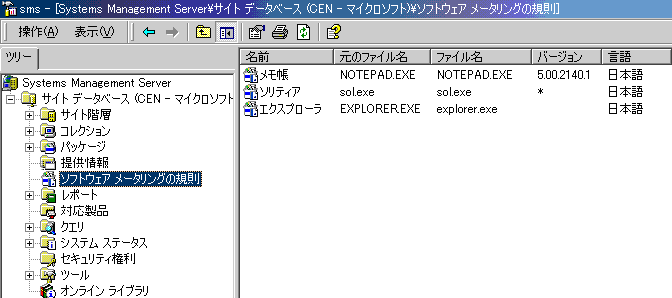 sms - [Systems Management Server¥サイト データベース (CEN - マイクロソフト)¥ソフトウェア メータリングの規則]
操作(A) 表示(V)
ツリー
Systems Management Server
サイト データベース (CEN - マイクロソフト
サイト階層
コレクション
パッケージ
提供情報
ソフトウェア メータリングの規則
レポート
対応製品
クエリ
システム ステータス
セキュリティ権利
ツール
オンライン ライブラリ
名前 元のファイル名 ファイル名 バージョン 言語
メモ帳 NOTEPAD.EXE NOTEPAD.EXE 5.00.2140.1 日本語
ソリティア sol.exe sol.exe * 日本語
エクスプローラ EXPLORER.EXE explorer.exe 日本語